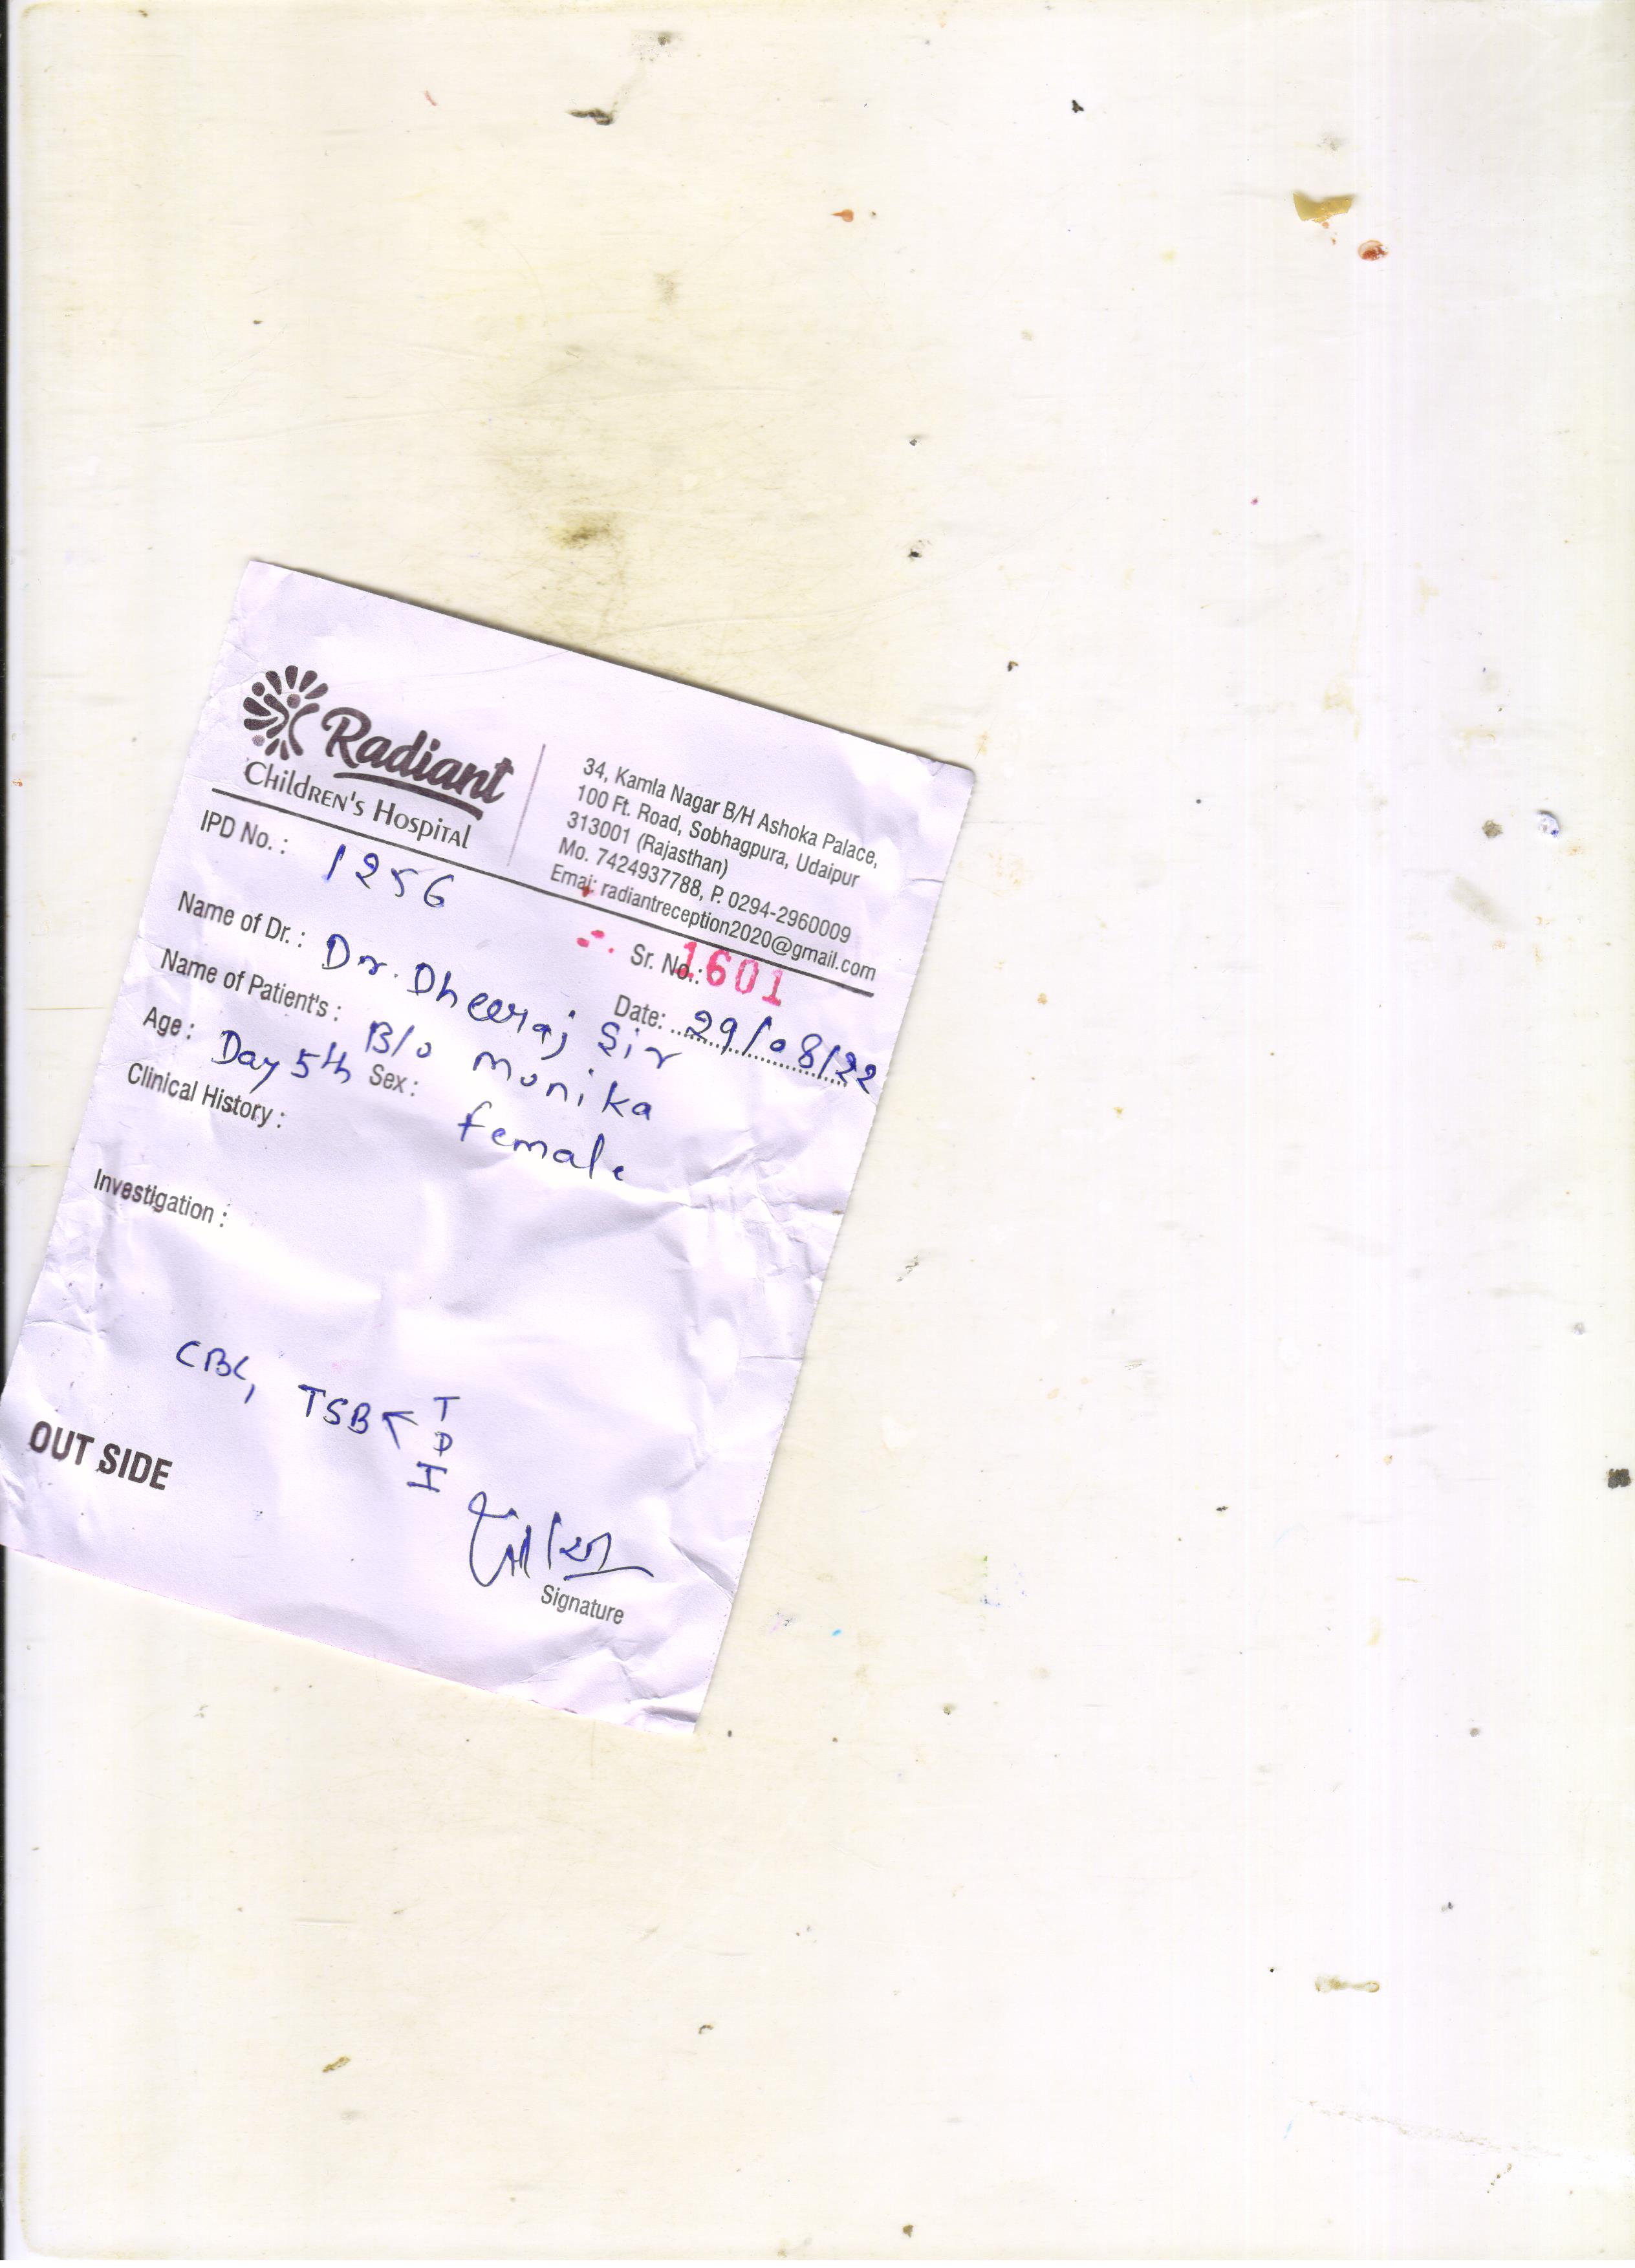 Radiant
Children's Hospital
34, Kamla Nagar B/H Ashoka Palace,
100 Ft. Road, Sobhagpura, Udaipur
313001 (Rajasthan)
Mo. 7424937788, P. 0294-2960009
Emai: radiantreception2020@gmail.com
IPD No. : 1256
Sr. No.: 1601
Name of Dr. : Dr. Dheeraj Sir
Date: 29/08/22
Name of Patient's : B/o Monika
Age : Day 5th Sex : female
Clinical History :
Investigation :
CBC, TSB T
D
I
OUT SIDE
Signature